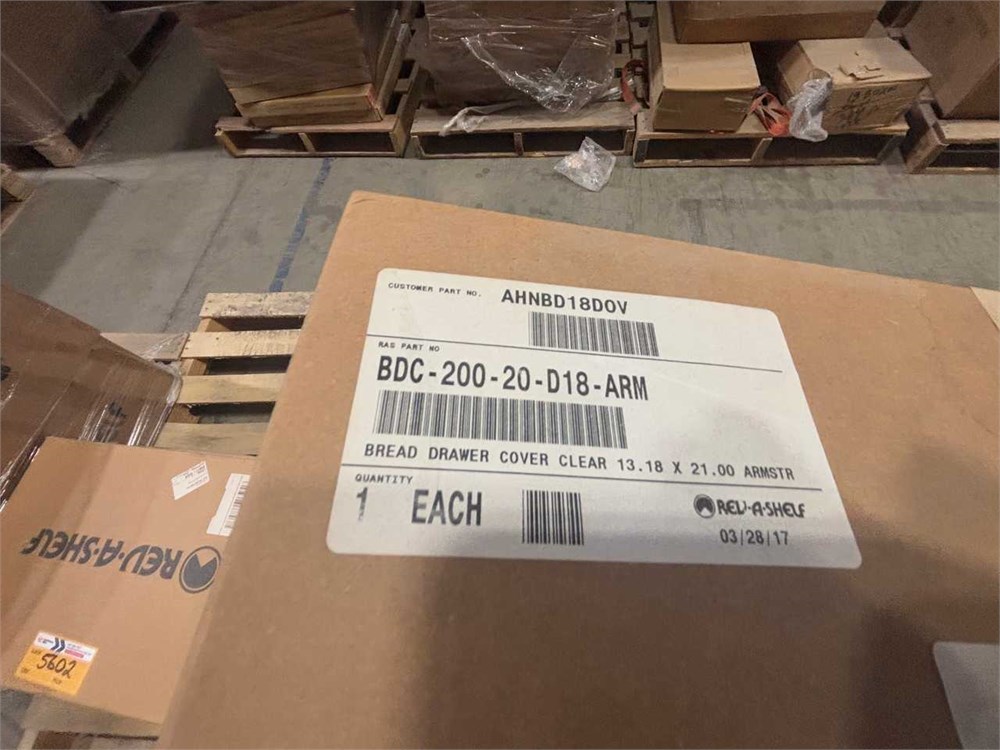 CUSTOMER PART NO. AHNBD18DOV
RAS PART NO
BDC-200-20-D18-ARM
BREAD DRAWER COVER CLEAR 13.18 X 21.00 ARMSTR
QUANTITY
1 EACH
REV-A-SHELF
03/28/17
REV-A-SHELF
5602